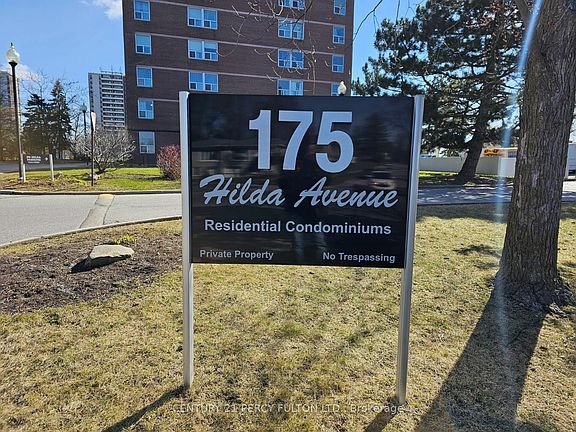 175
Hilda Avenue
Residential Condominiums
Private Property No Trespassing
CENTURY 21 PERCY FULTON LTD., Brokerage